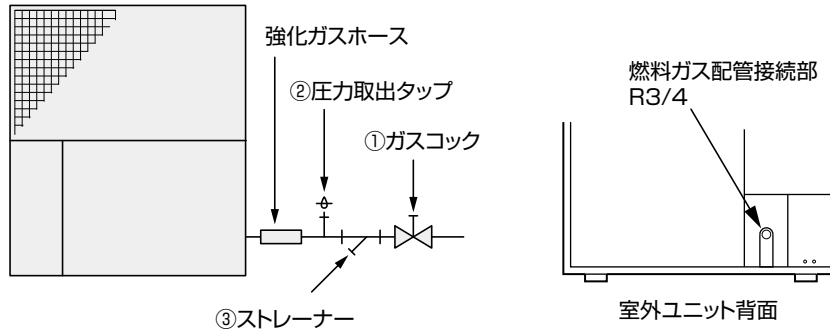 強化ガスホース
②圧力取出タップ
①ガスコック
③ストレーナー
燃料ガス配管接続部
R3/4
室外ユニット背面